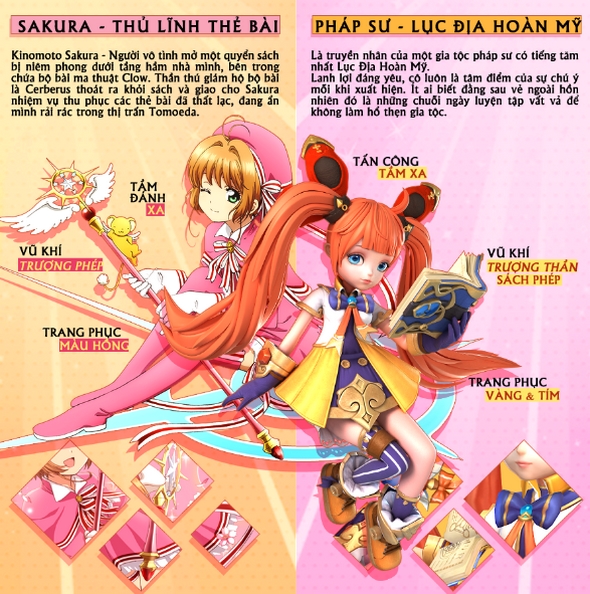 SAKURA - THỦ LĨNH THẺ BÀI
Kinomoto Sakura - Người vô tình mở một quyển sách
bị niêm phong dưới tầng hầm nhà mình, bên trong
chứa bộ bài ma thuật Clow. Thần thú giám hộ bộ bài
là Cerberus thoát ra khỏi sách và giao cho Sakura
nhiệm vụ thu phục các thẻ bài đã thất lạc, đang ẩn
mình rải rác trong thị trấn Tomoeda.
TẦM
ĐÁNH
XA
VŨ KHÍ
TRƯỢNG PHÉP
TRANG PHỤC
MÀU HỒNG
PHÁP SƯ - LỤC ĐỊA HOÀN MỸ
Là truyền nhân của một gia tộc pháp sư có tiếng tăm
nhất Lục Địa Hoàn Mỹ.
Lanh lợi đáng yêu, cô luôn là tâm điểm của sự chú ý
mỗi khi xuất hiện. Ít ai biết đằng sau vẻ ngoài hồn
nhiên đó là những chuỗi ngày luyện tập vất vả để
không làm hổ thẹn gia tộc.
TẤN CÔNG
TẦM XA
VŨ KHÍ
TRƯỢNG THẦN
SÁCH PHÉP
TRANG PHỤC
VÀNG & TÍM